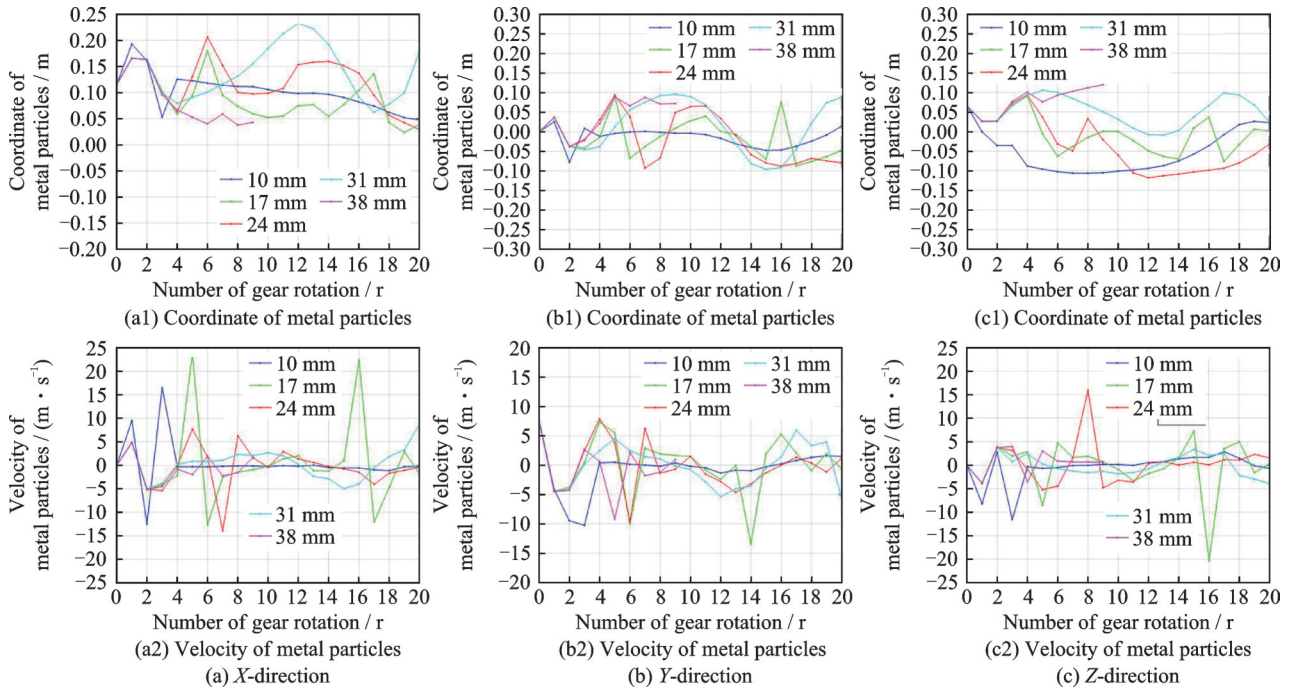 Coordinate of
metal particles / m
0.25
0.20
0.15
0.10
0.05
0.00
−0.05
−0.10
−0.15
−0.20
10 mm
17 mm
24 mm
31 mm
38 mm
0 2 4 6 8 10 12 14 16 18 20
Number of gear rotation / r
(a1) Coordinate of metal particles
Coordinate of
metal particles / m
0.30
0.25
0.20
0.15
0.10
0.05
0.00
−0.05
−0.10
−0.15
−0.20
−0.25
−0.30
10 mm
17 mm
24 mm
31 mm
38 mm
0 2 4 6 8 10 12 14 16 18 20
Number of gear rotation / r
(b1) Coordinate of metal particles
Coordinate of
metal particles / m
0.30
0.25
0.20
0.15
0.10
0.05
0.00
−0.05
−0.10
−0.15
−0.20
−0.25
−0.30
10 mm
17 mm
24 mm
31 mm
38 mm
0 2 4 6 8 10 12 14 16 18 20
Number of gear rotation / r
(c1) Coordinate of metal particles
Velocity of
metal particles / (m · s⁻¹)
25
20
15
10
5
0
−5
−10
−15
−20
−25
10 mm
17 mm
24 mm
31 mm
38 mm
0 2 4 6 8 10 12 14 16 18 20
Number of gear rotation / r
(a2) Velocity of metal particles
(a) X-direction
Velocity of
metal particles / (m · s⁻¹)
20
15
10
5
0
−5
−10
−15
−20
10 mm
17 mm
24 mm
31 mm
38 mm
0 2 4 6 8 10 12 14 16 18 20
Number of gear rotation / r
(b2) Velocity of metal particles
(b) Y-direction
Velocity of
metal particles / (m · s⁻¹)
25
20
15
10
5
0
−5
−10
−15
−20
−25
10 mm
17 mm
24 mm
31 mm
38 mm
0 2 4 6 8 10 12 14 16 18 20
Number of gear rotation / r
(c2) Velocity of metal particles
(c) Z-direction